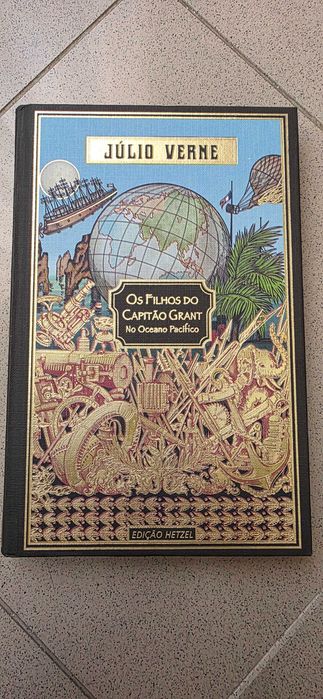 JÚLIO VERNE
OS FILHOS DO
CAPITÃO GRANT
No Oceano Pacífico
EDIÇÃO HETZEL